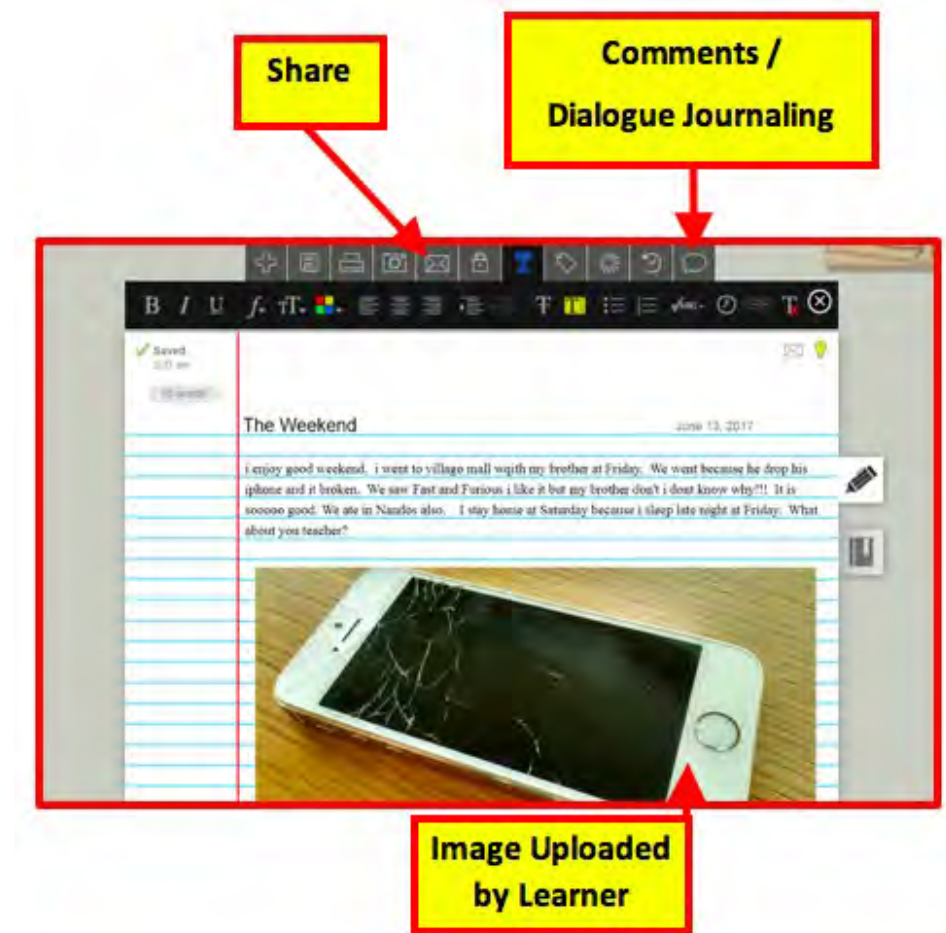 Share
Comments /
Dialogue Journaling
B I U
Saved
The Weekend
June 13, 2017
i enjoy good weekend. i went to villago mall wqith my brother at Friday. We went because he drop his
iphone and it broken. We saw Fast and Furious i like it but my brother don't i dont know why!!! It is
sooooo good. We ate in Nandos also. I stay home at Saturday because i sleep late night at Friday. What
about you teacher?
Image Uploaded
by Learner